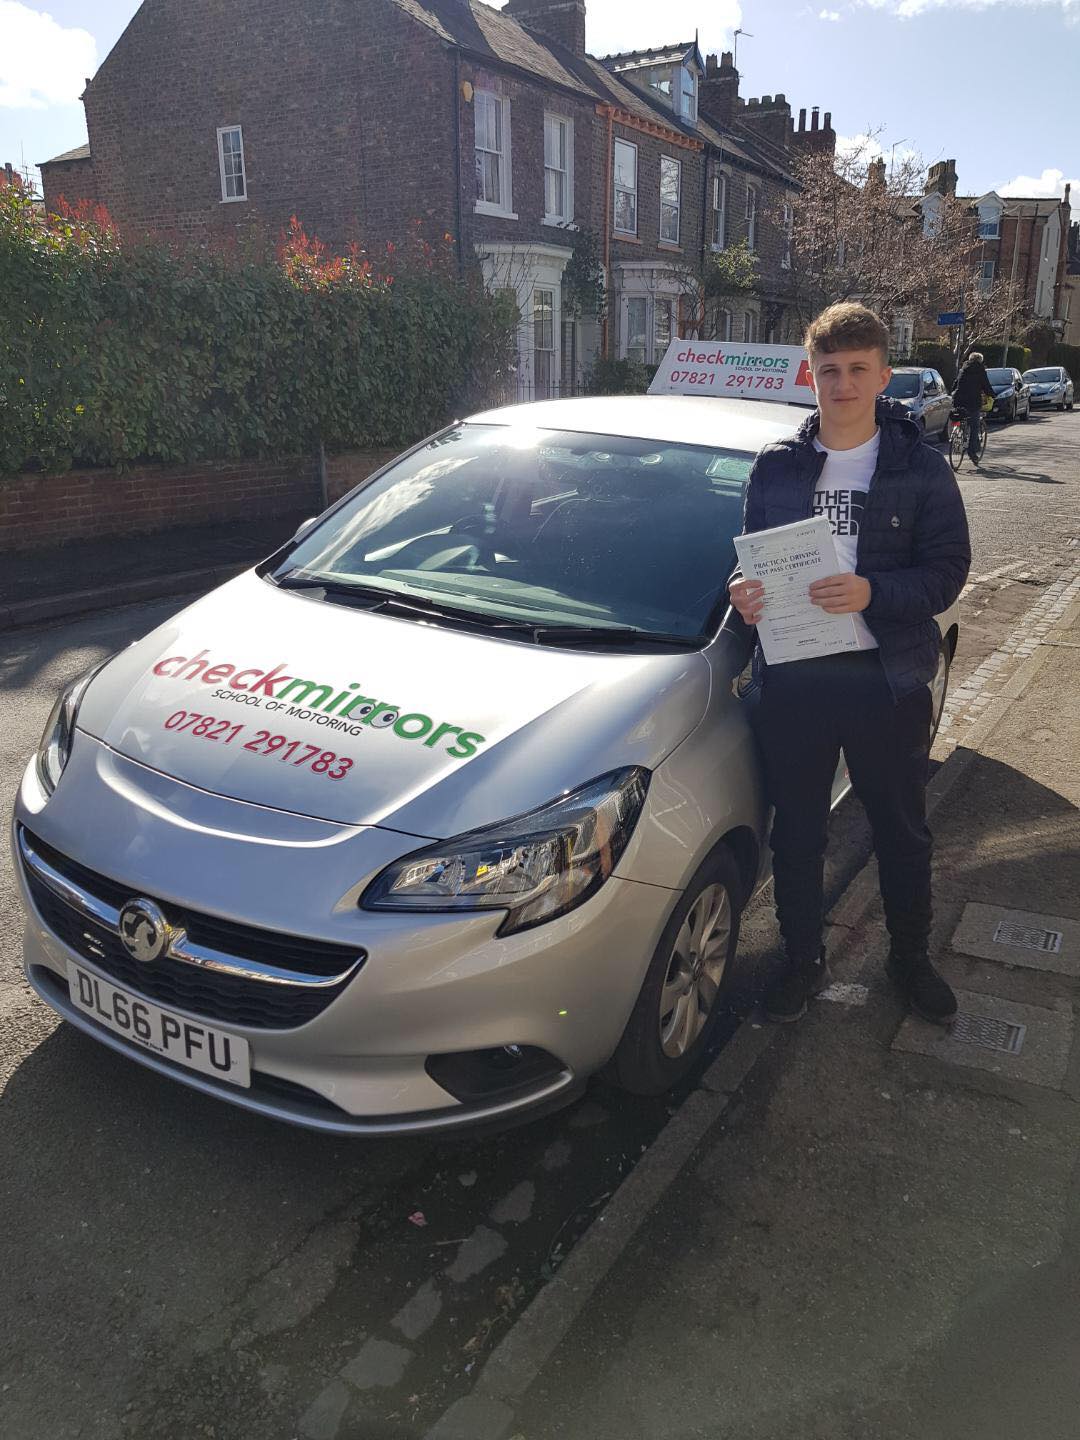 checkmirrors
SCHOOL OF MOTORING
07821 291783
THE
RTH
CE
PRACTICAL DRIVING
TEST PASS CERTIFICATE
checkmirrors
SCHOOL OF MOTORING
07821 291783
DL66 PFU